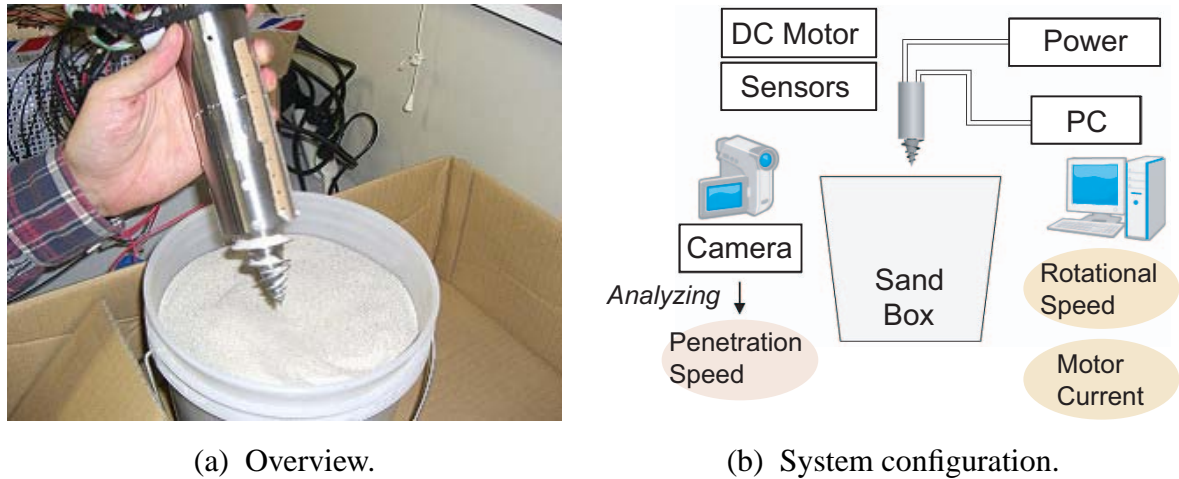 DC Motor
Sensors
Power
PC
Camera
Analyzing
Penetration
Speed
Sand
Box
Rotational
Speed
Motor
Current
(a) Overview.
(b) System configuration.